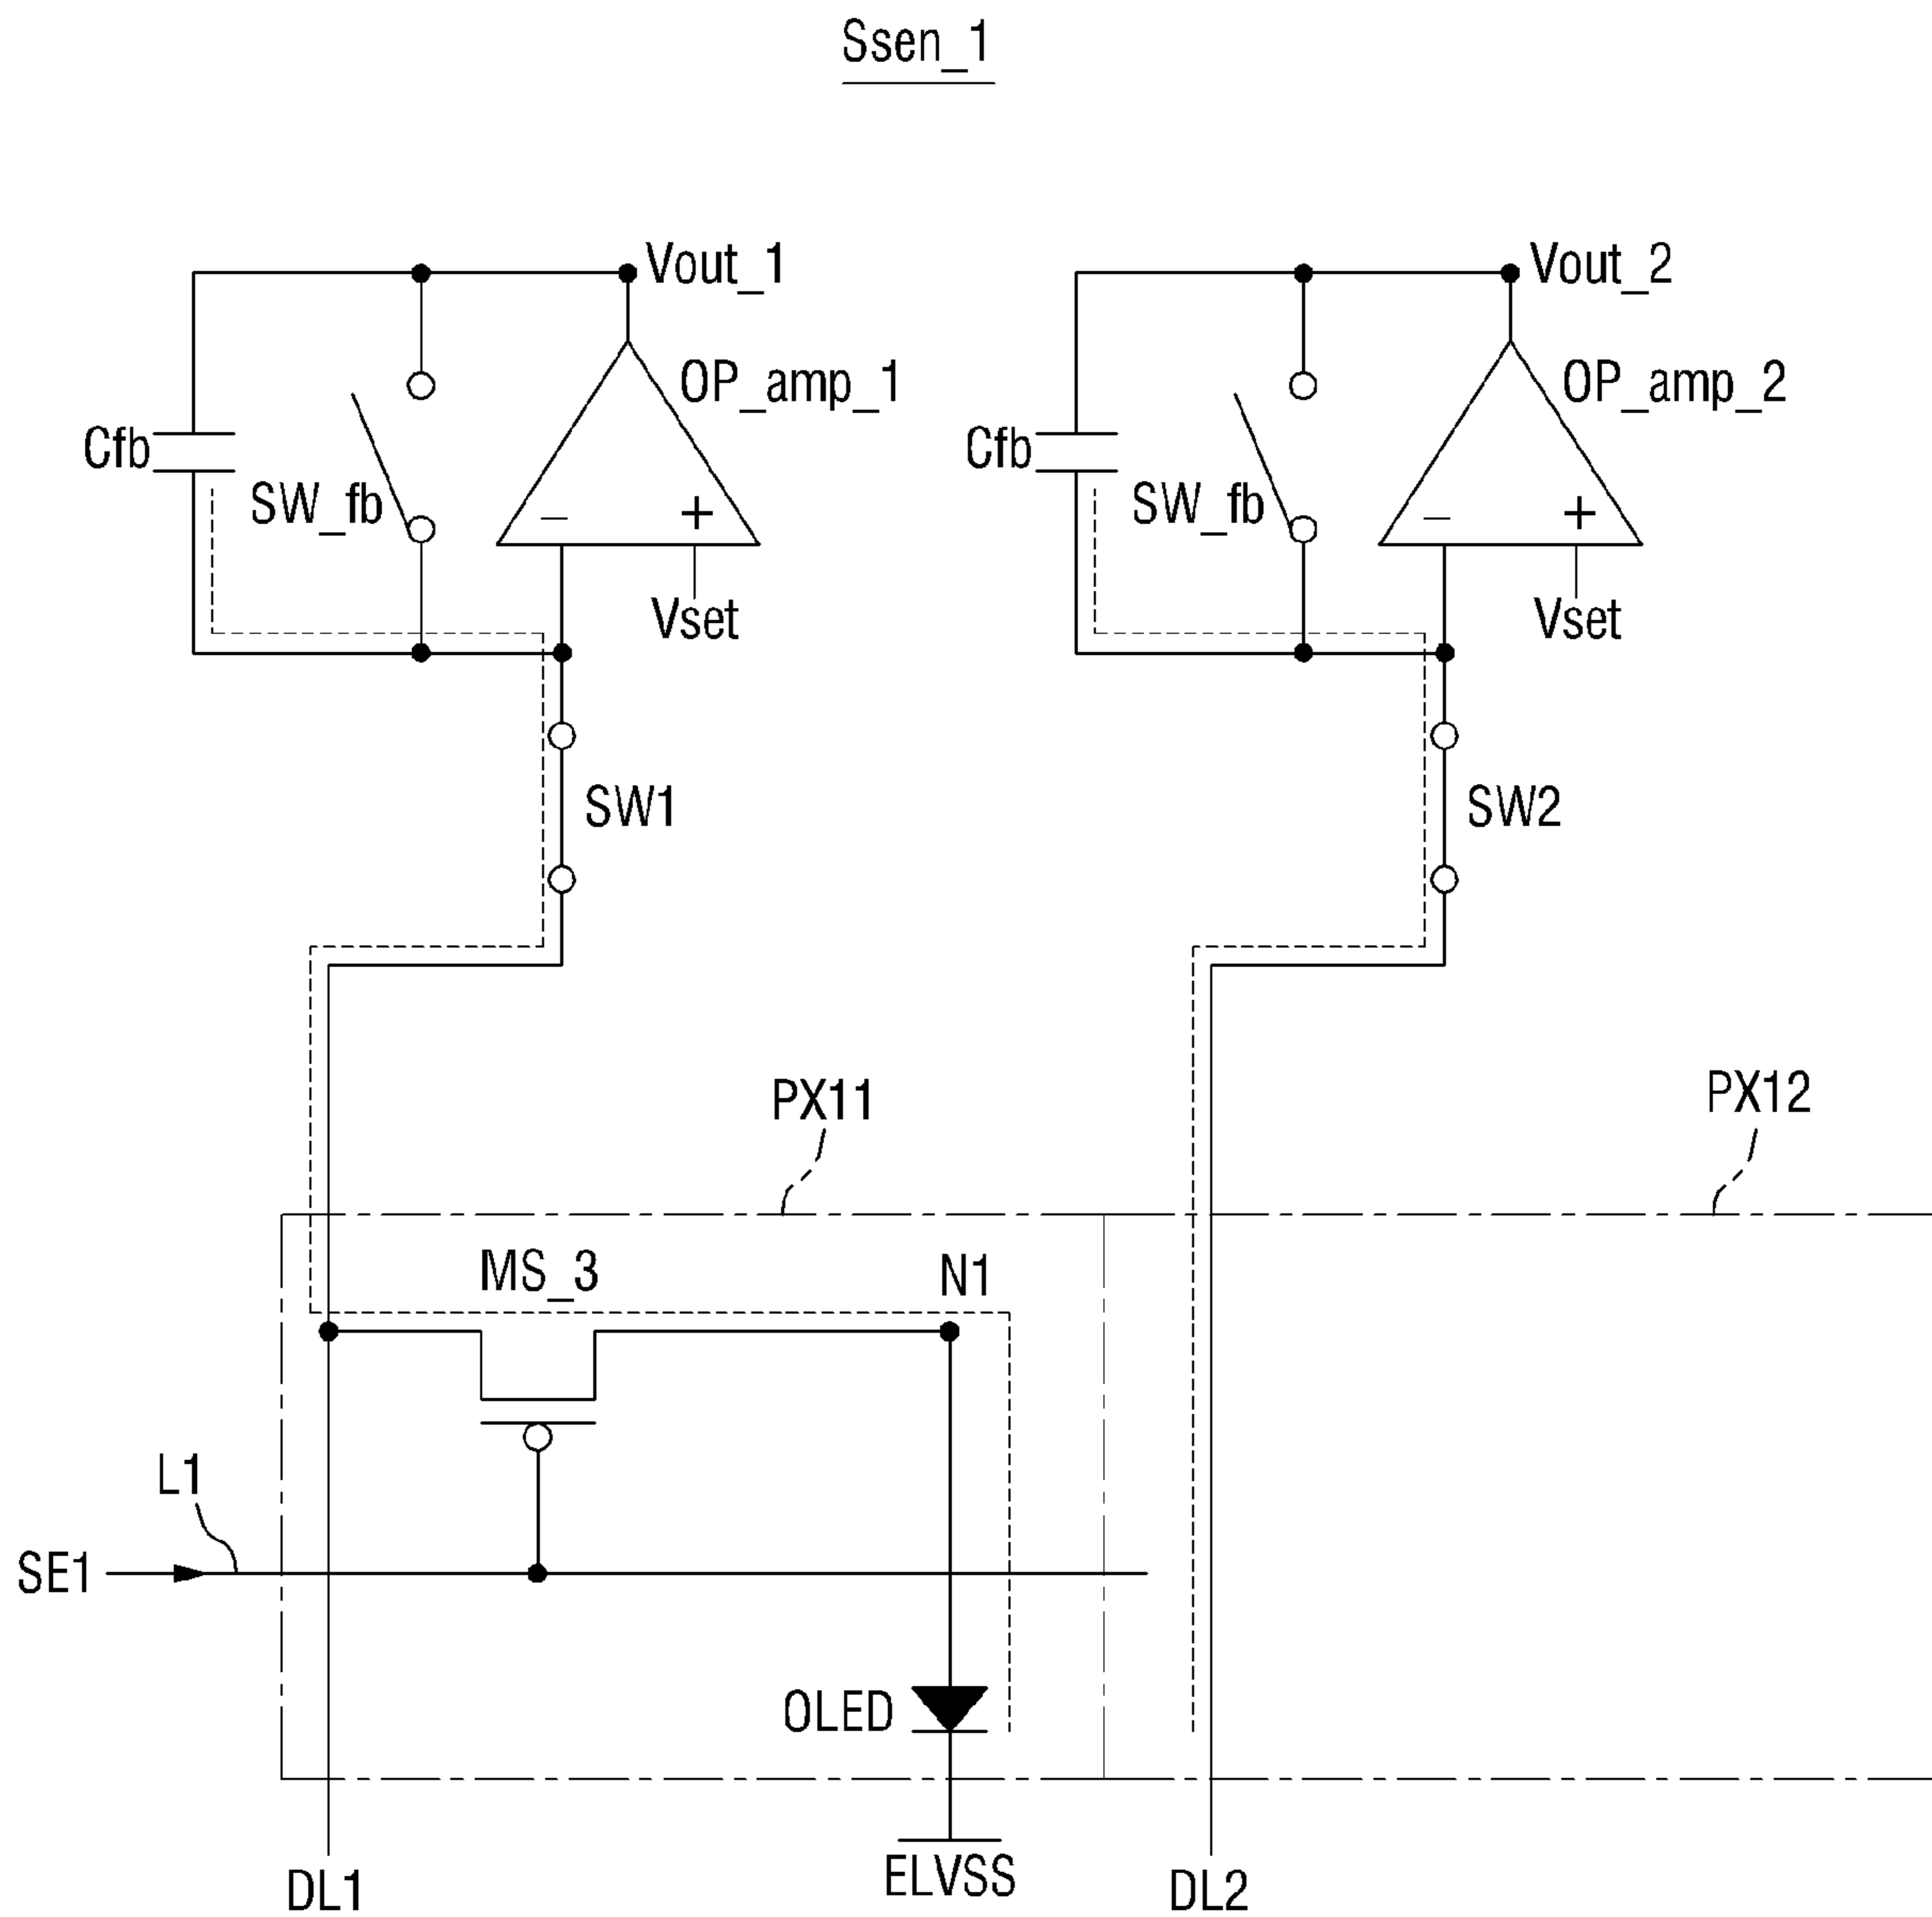 Ssen_1
Vout_1
Vout_2
OP_amp_1
OP_amp_2
Cfb
Cfb
SW_fb
SW_fb
−
+
−
+
Vset
Vset
SW1
SW2
PX11
PX12
MS_3
N1
L1
SE1
OLED
DL1
ELVSS
DL2